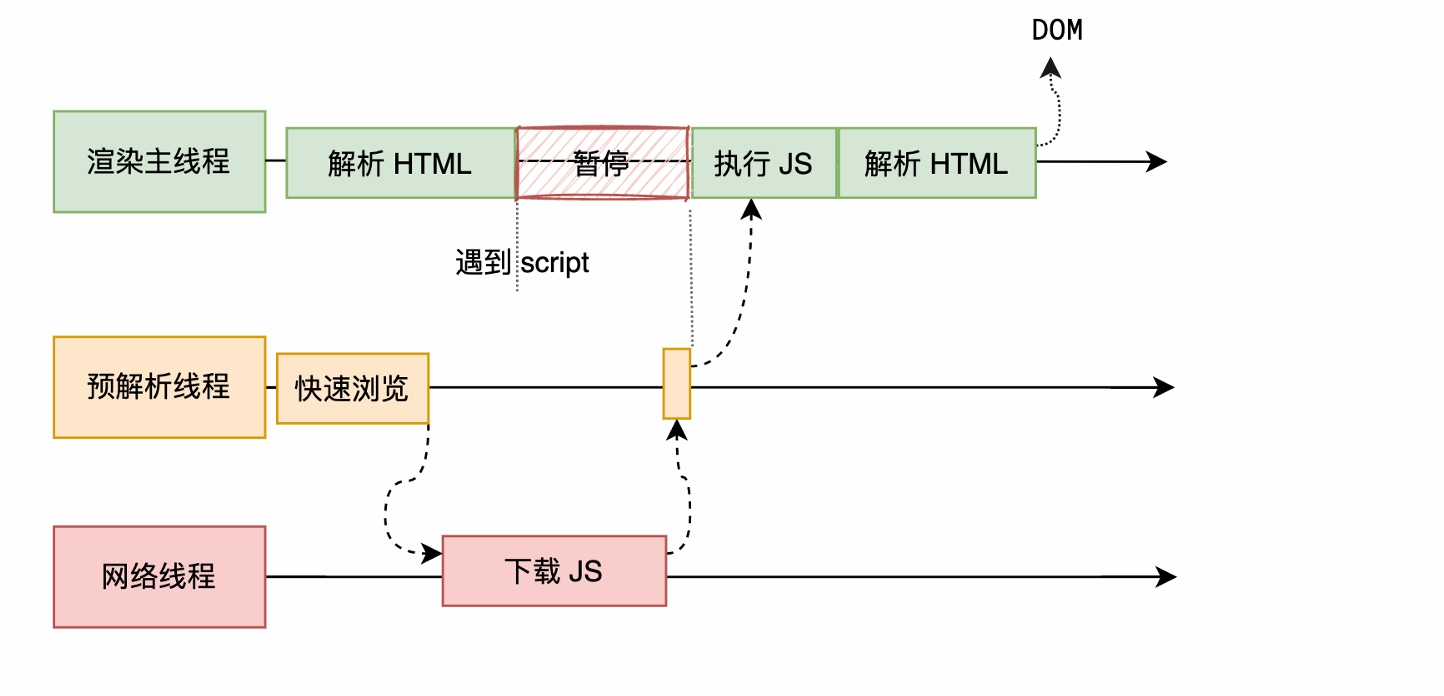 DOM
渲染主线程
解析 HTML
暂停
执行 JS
解析 HTML
遇到 script
预解析线程
快速浏览
网络线程
下载 JS